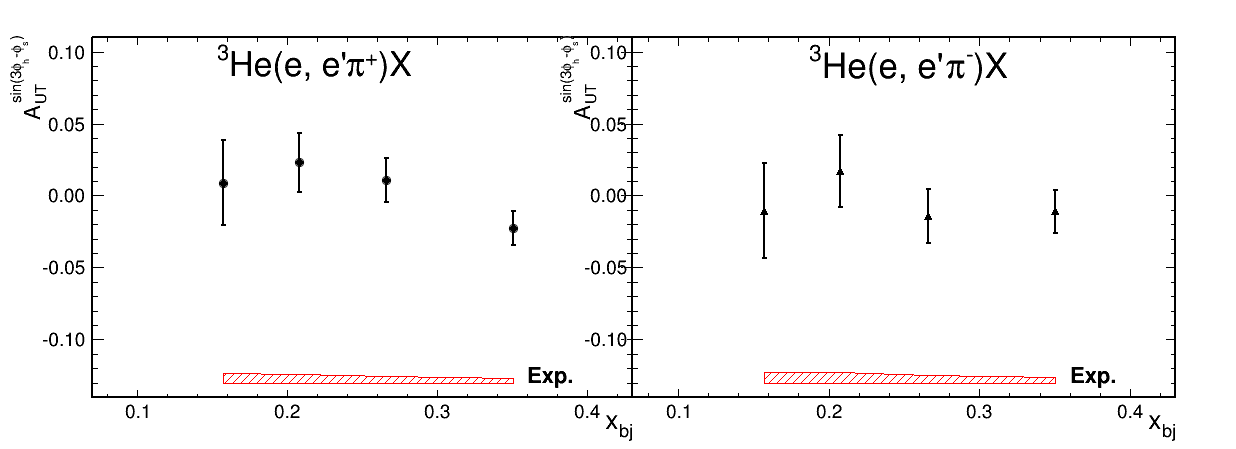 ³He(e, e'π⁺)X
A_UT^sin(3φ_h-φ_s)
0.10
0.05
0.00
-0.05
-0.10
Exp.
0.1 0.2 0.3 0.4
x_bj
³He(e, e'π⁻)X
A_UT^sin(3φ_h-φ_s)
0.10
0.05
0.00
-0.05
-0.10
Exp.
0.1 0.2 0.3 0.4
x_bj